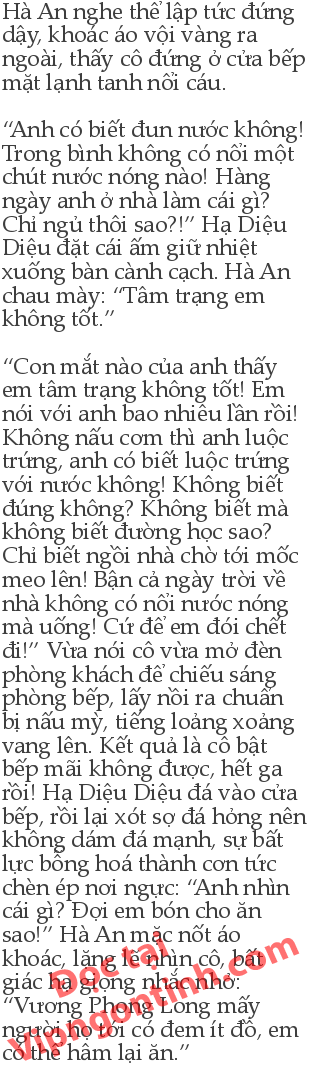 Hà An nghe thế lập tức đứng
dậy, khoác áo vội vàng ra
ngoài, thấy cô đứng ở cửa bếp
mặt lạnh tanh nổi cáu.
“Anh có biết đun nước không!
Trong bình không có nổi một
chút nước nóng nào! Hàng
ngày anh ở nhà làm cái gì?
Chỉ ngủ thôi sao?!” Hạ Diệu
Diệu đặt cái ấm giữ nhiệt
xuống bàn cành cạch. Hà An
chau mày: “Tâm trạng em
không tốt.”
“Con mắt nào của anh thấy
em tâm trạng không tốt! Em
nói với anh bao nhiêu lần rồi!
Không nấu cơm thì anh luộc
trứng, anh có biết luộc trứng
với nước không! Không biết
đúng không? Không biết mà
không biết đường học sao?
Chỉ biết ngồi nhà chờ tới mốc
meo lên! Bận cả ngày trời về
nhà không có nổi nước nóng
mà uống! Cứ để em đói chết
đi!” Vừa nói cô vừa mở đèn
phòng khách để chiếu sáng
phòng bếp, lấy nồi ra chuẩn
bị nấu mỳ, tiếng loảng xoảng
vang lên. Kết quả là cô bật
bếp mãi không được, hết ga
rồi! Hạ Diệu Diệu đá vào cửa
bếp, rồi lại xót sợ đá hỏng nên
không dám đá mạnh, sự bất
lực bỗng hoá thành cơn tức
chèn ép nơi ngực: “Anh nhìn
cái gì? Đợi em bón cho ăn
sao!” Hà An mặc nốt áo
khoác, lặng lẽ nhìn cô, bất
giác hạ giọng nhắc nhở:
“Vương Phong Long mấy
người họ tới có đem ít đồ, em
có thể hâm lại ăn.”
Đọc tại
Vipngontinh.com